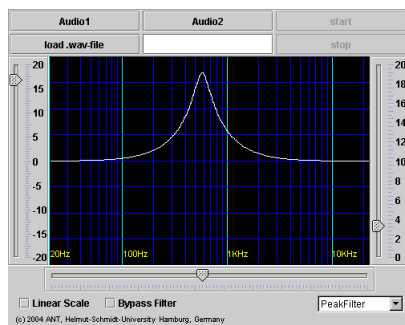 Audio1 Audio2 start
load .wav-file stop
20 20
15 18
10 16
5 14
0 12
-5 10
-10 8
-15 6
-20 4
2
0
20Hz 100Hz 1KHz 10KHz
Linear Scale Bypass Filter PeakFilter
(c) 2004 ANT, Helmut-Schmidt-University Hamburg, Germany